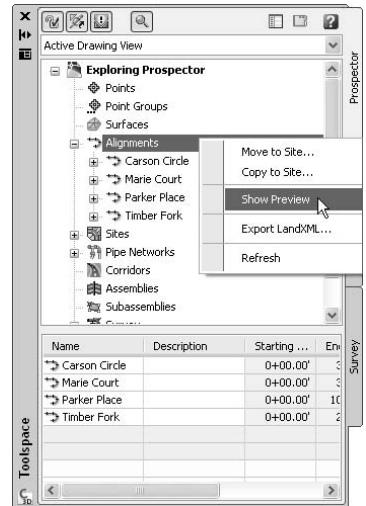 Active Drawing View
Exploring Prospector
Points
Point Groups
Surfaces
Alignments
Carson Circle
Marie Court
Parker Place
Timber Fork
Sites
Pipe Networks
Corridors
Assemblies
Subassemblies
Survey
Move to Site...
Copy to Site...
Show Preview
Export LandXML...
Refresh
Prospector
Survey
Name Description Starting ...
Carson Circle 0+00.00'
Marie Court 0+00.00'
Parker Place 0+00.00' 10
Timber Fork 0+00.00'
Toolspace
C3D